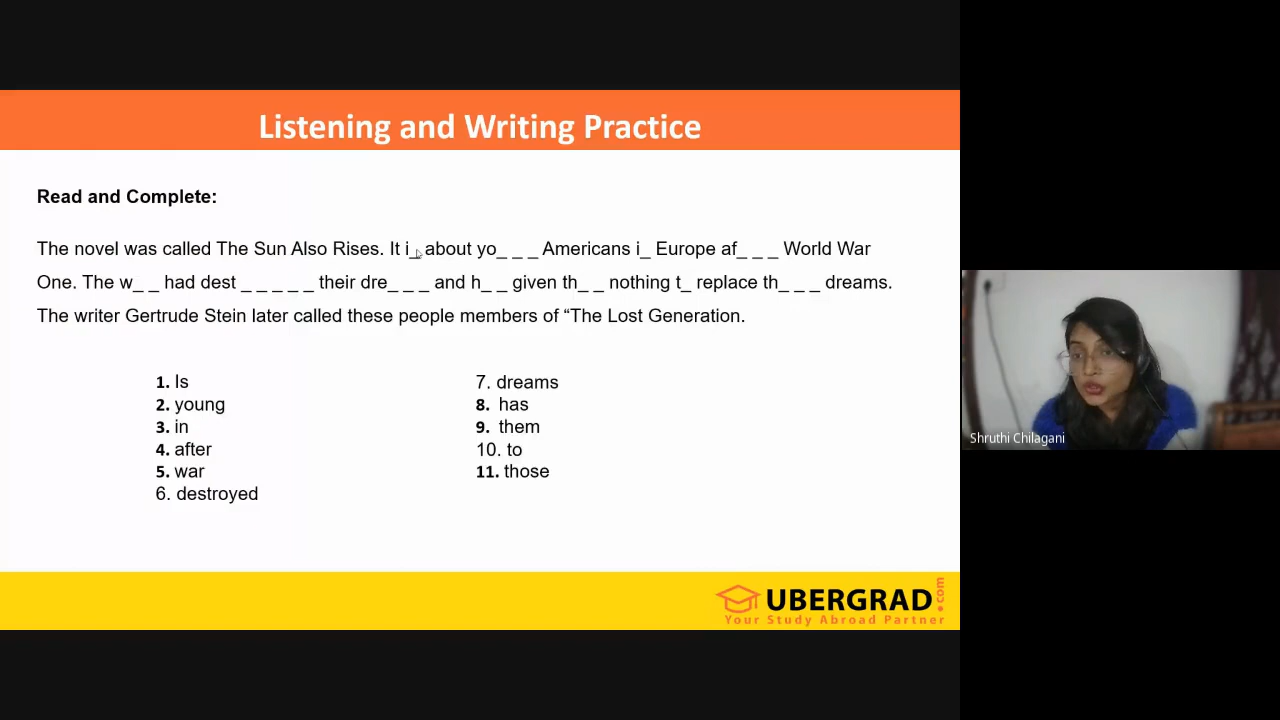 Listening and Writing Practice
Read and Complete:
The novel was called The Sun Also Rises. It i_ about yo_ _ _ Americans i_ Europe af_ _ _ World War
One. The w_ _ had dest _ _ _ _ _ their dre_ _ _ and h_ _ given th_ _ nothing t_ replace th_ _ _ dreams.
The writer Gertrude Stein later called these people members of “The Lost Generation.
1. Is
2. young
3. in
4. after
5. war
6. destroyed
7. dreams
8. has
9. them
10. to
11. those
Shruthi Chilagani
UBERGRAD.com
Your Study Abroad Partner